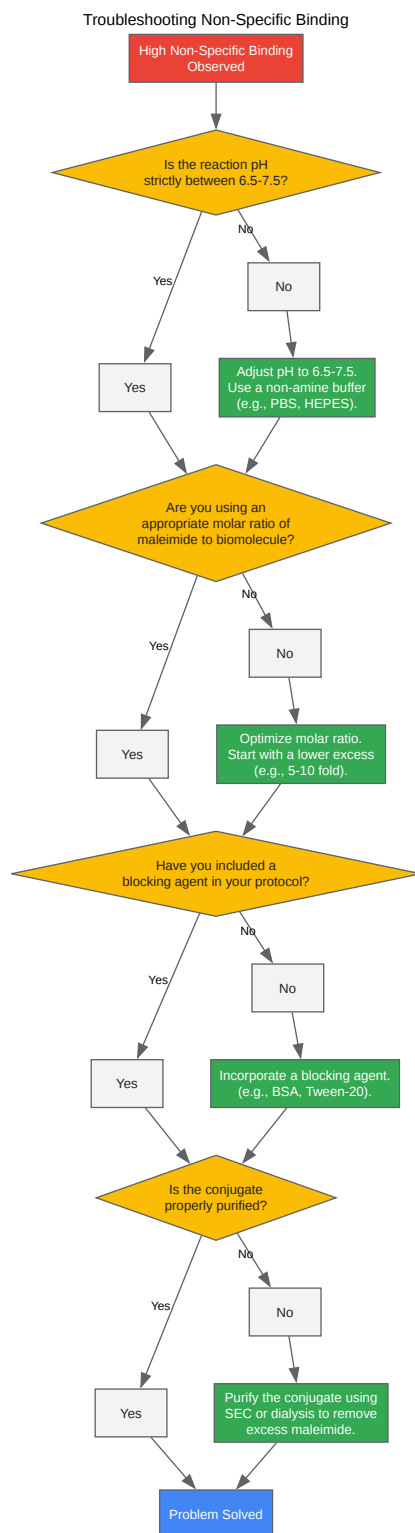 Troubleshooting Non-Specific Binding
High Non-Specific Binding
Observed
Is the reaction pH
strictly between 6.5-7.5?
No
Yes
No
Yes
Adjust pH to 6.5-7.5.
Use a non-amine buffer
(e.g., PBS, HEPES).
Are you using an
appropriate molar ratio of
maleimide to biomolecule?
No
Yes
No
Yes
Optimize molar ratio.
Start with a lower excess
(e.g., 5-10 fold).
Have you included a
blocking agent in your protocol?
No
Yes
No
Yes
Incorporate a blocking agent.
(e.g., BSA, Tween-20).
Is the conjugate
properly purified?
No
Yes
No
Yes
Purify the conjugate using
SEC or dialysis to remove
excess maleimide.
Problem Solved